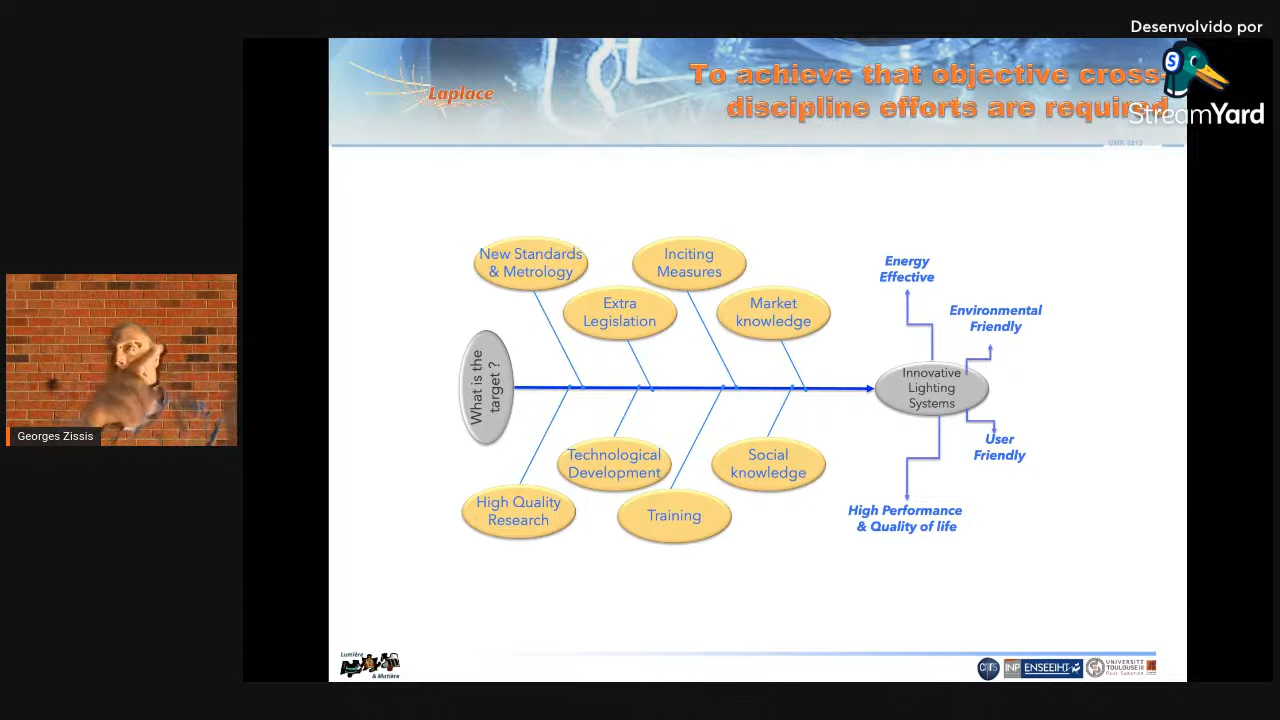 Desenvolvido por
StreamYard
Laplace
To achieve that objective cross-
discipline efforts are required
UMR 5213
New Standards
& Metrology
Inciting
Measures
Extra
Legislation
Market
knowledge
Energy
Effective
Environmental
Friendly
What is the
target ?
Innovative
Lighting
Systems
User
Friendly
Technological
Development
Social
knowledge
High Quality
Research
Training
High Performance
& Quality of life
Georges Zissis
Lumière
& Matière
CNRS
INP
ENSEEIHT
UNIVERSITÉ
TOULOUSE III
PAUL SABATIER